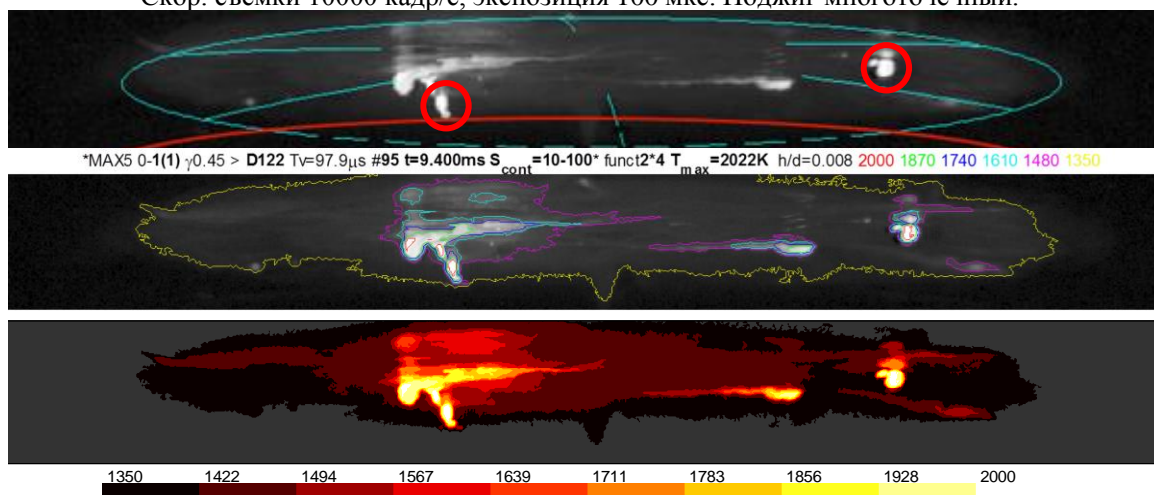 Скор. съемки 10000 кадр/с, экспозиция 100 мкс. Поджиг многоточечный.
*MAX5 0-1(1) γ0.45 > D122 Tv=97.9μs #95 t=9.400ms S_cont=10-100* funct2*4 T_max=2022K h/d=0.008 2000 1870 1740 1610 1480 1350
1350 1422 1494 1567 1639 1711 1783 1856 1928 2000